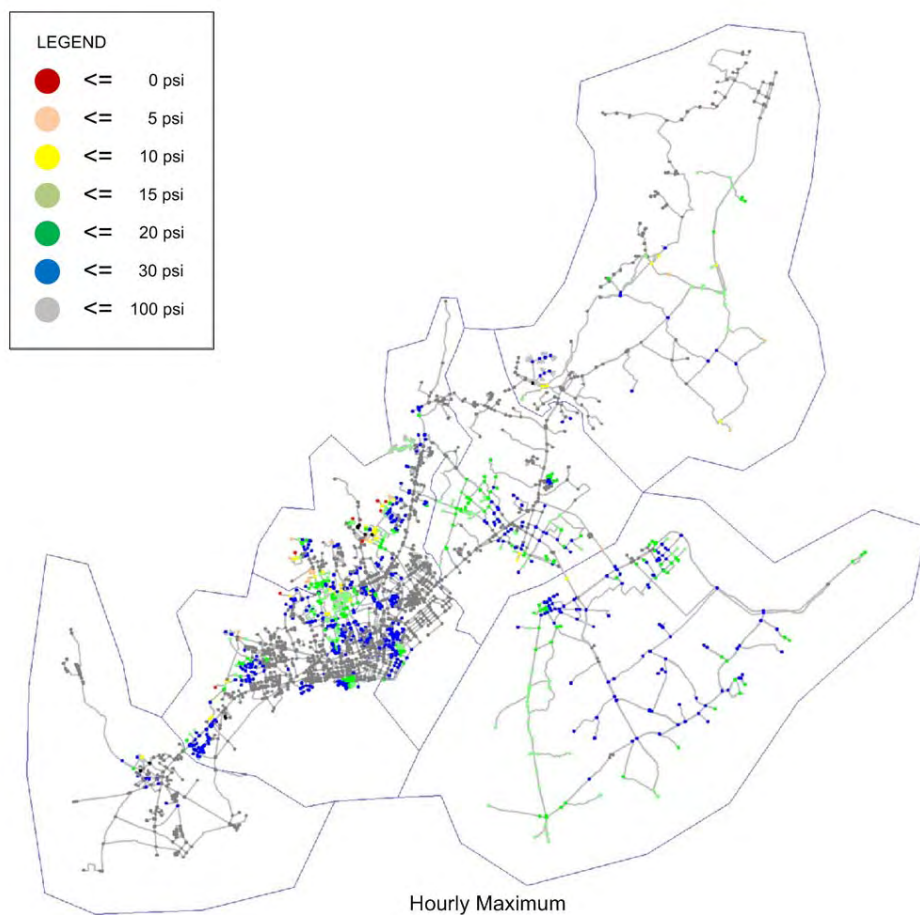 LEGEND
<= 0 psi
<= 5 psi
<= 10 psi
<= 15 psi
<= 20 psi
<= 30 psi
<= 100 psi
Hourly Maximum